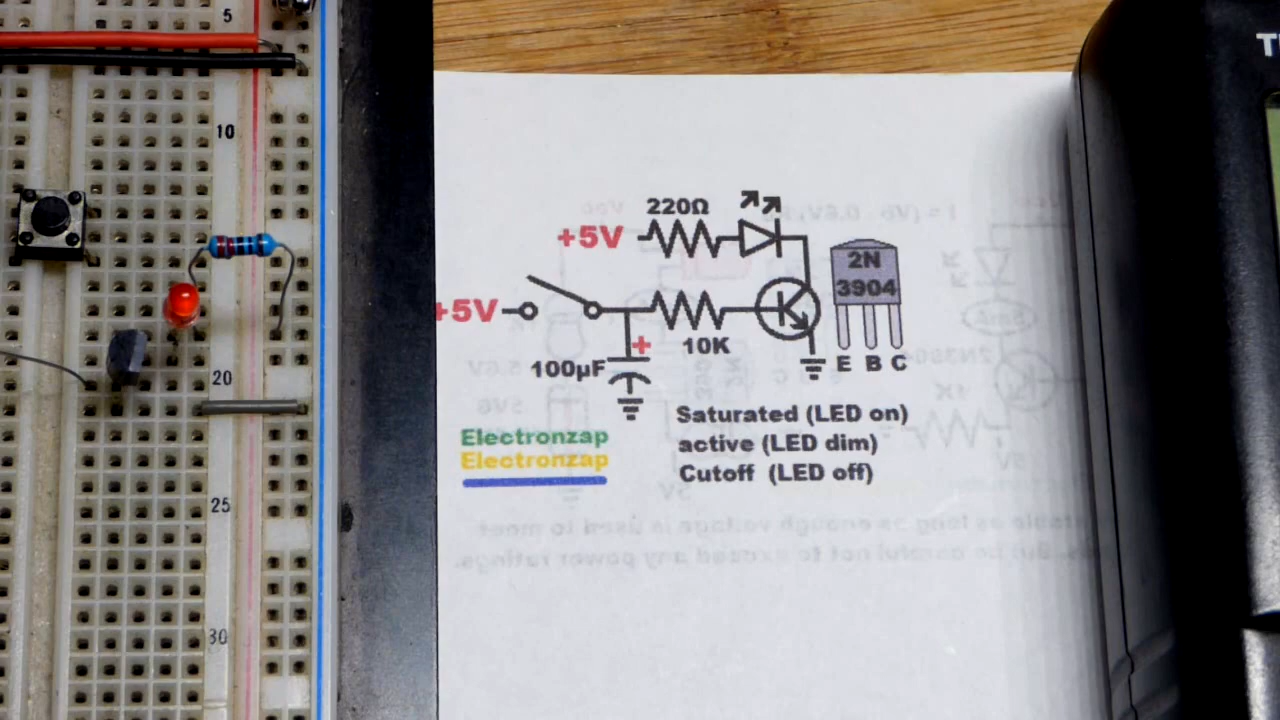 5
10
20
25
30
T
220Ω
+5V
+5V
+
10K
100µF
2N
3904
E B C
Saturated (LED on)
active (LED dim)
Cutoff (LED off)
Electronzap
Electronzap